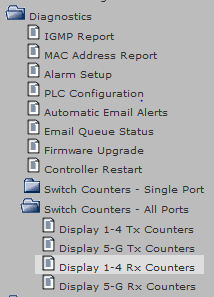 Diagnostics
IGMP Report
MAC Address Report
Alarm Setup
PLC Configuration
Automatic Email Alerts
Email Queue Status
Firmware Upgrade
Controller Restart
Switch Counters - Single Port
Switch Counters - All Ports
Display 1-4 Tx Counters
Display 5-G Tx Counters
Display 1-4 Rx Counters
Display 5-G Rx Counters